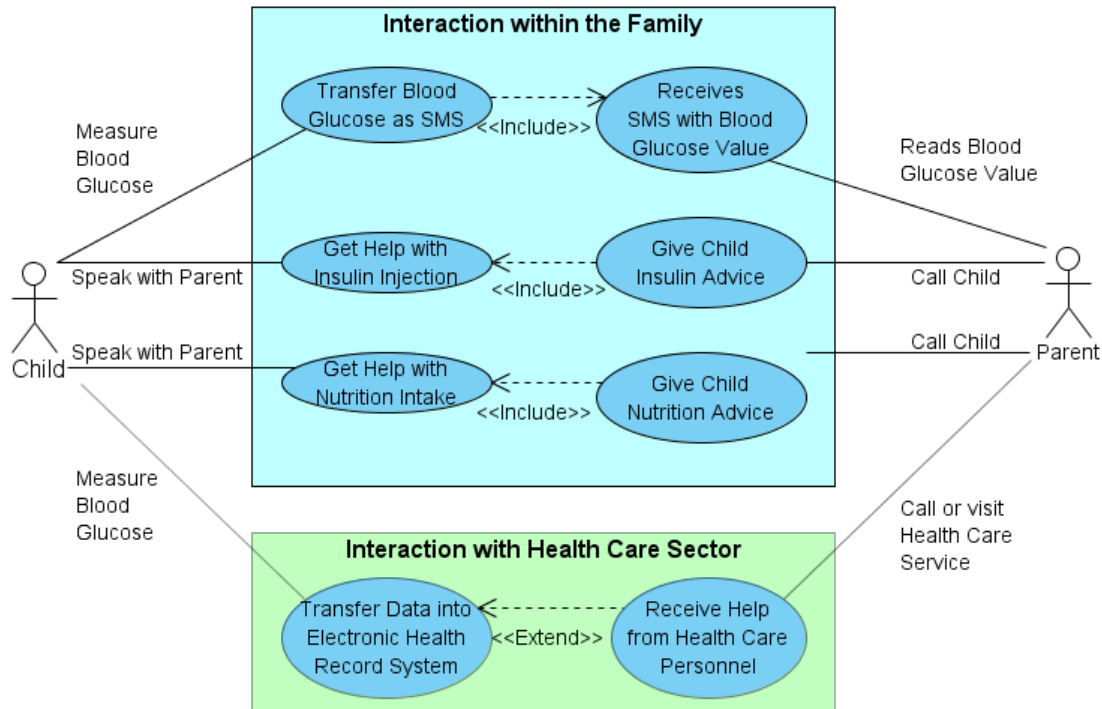 Interaction within the Family
Transfer Blood
Glucose as SMS
<<Include>>
Receives
SMS with Blood
Glucose Value
Measure
Blood
Glucose
Reads Blood
Glucose Value
Speak with Parent
Get Help with
Insulin Injection
<<Include>>
Give Child
Insulin Advice
Call Child
Child
Speak with Parent
Get Help with
Nutrition Intake
<<Include>>
Give Child
Nutrition Advice
Call Child
Parent
Measure
Blood
Glucose
Call or visit
Health Care
Service
Interaction with Health Care Sector
Transfer Data into
Electronic Health
Record System
<<Extend>>
Receive Help
from Health Care
Personnel